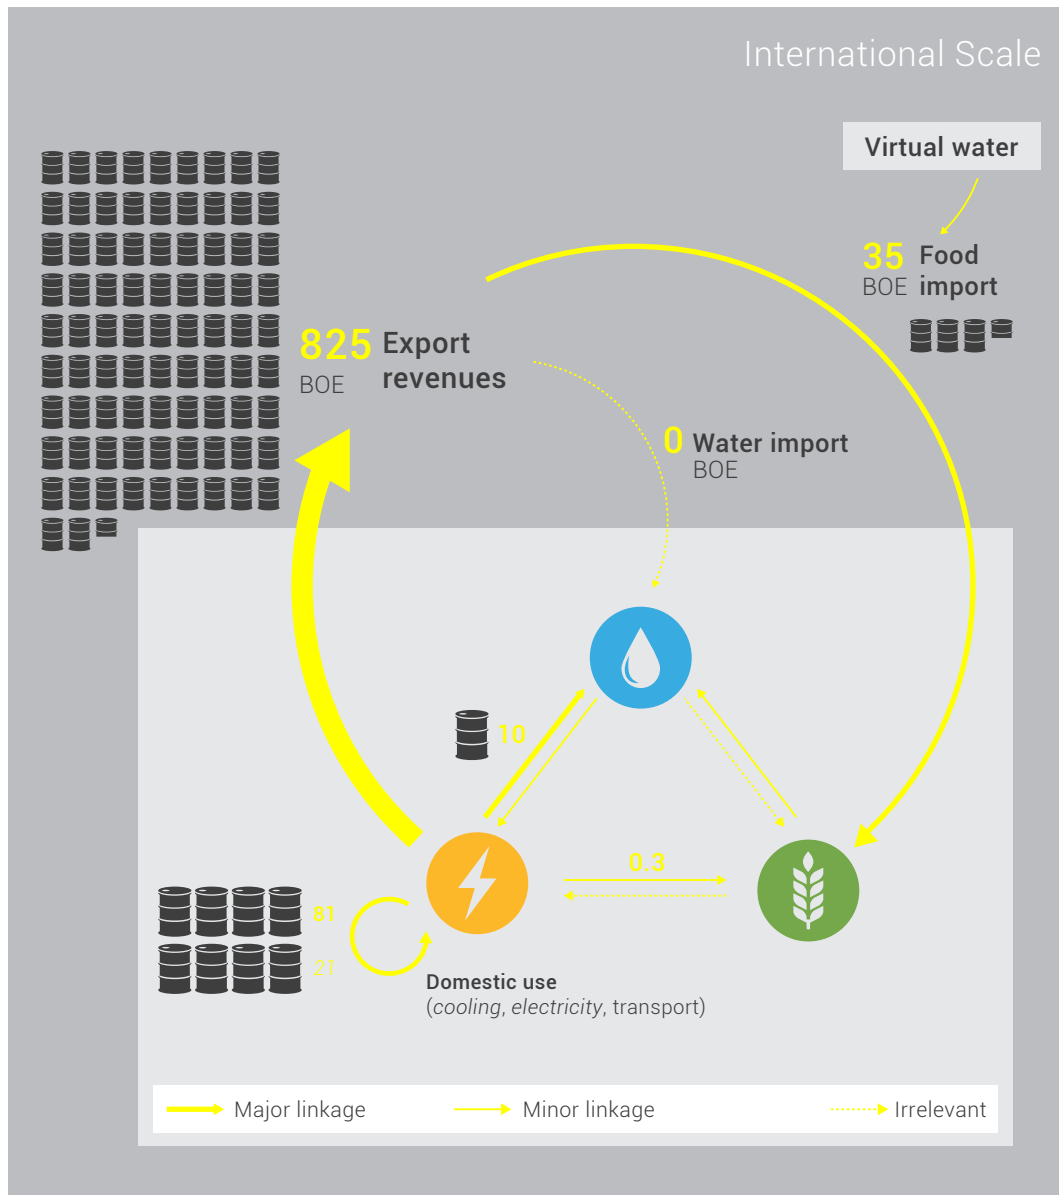 International Scale
Virtual water
35 Food
BOE import
825 Export
BOE revenues
0 Water import
BOE
10
0.3
81
27
Domestic use
(cooling, electricity, transport)
Major linkage
Minor linkage
Irrelevant